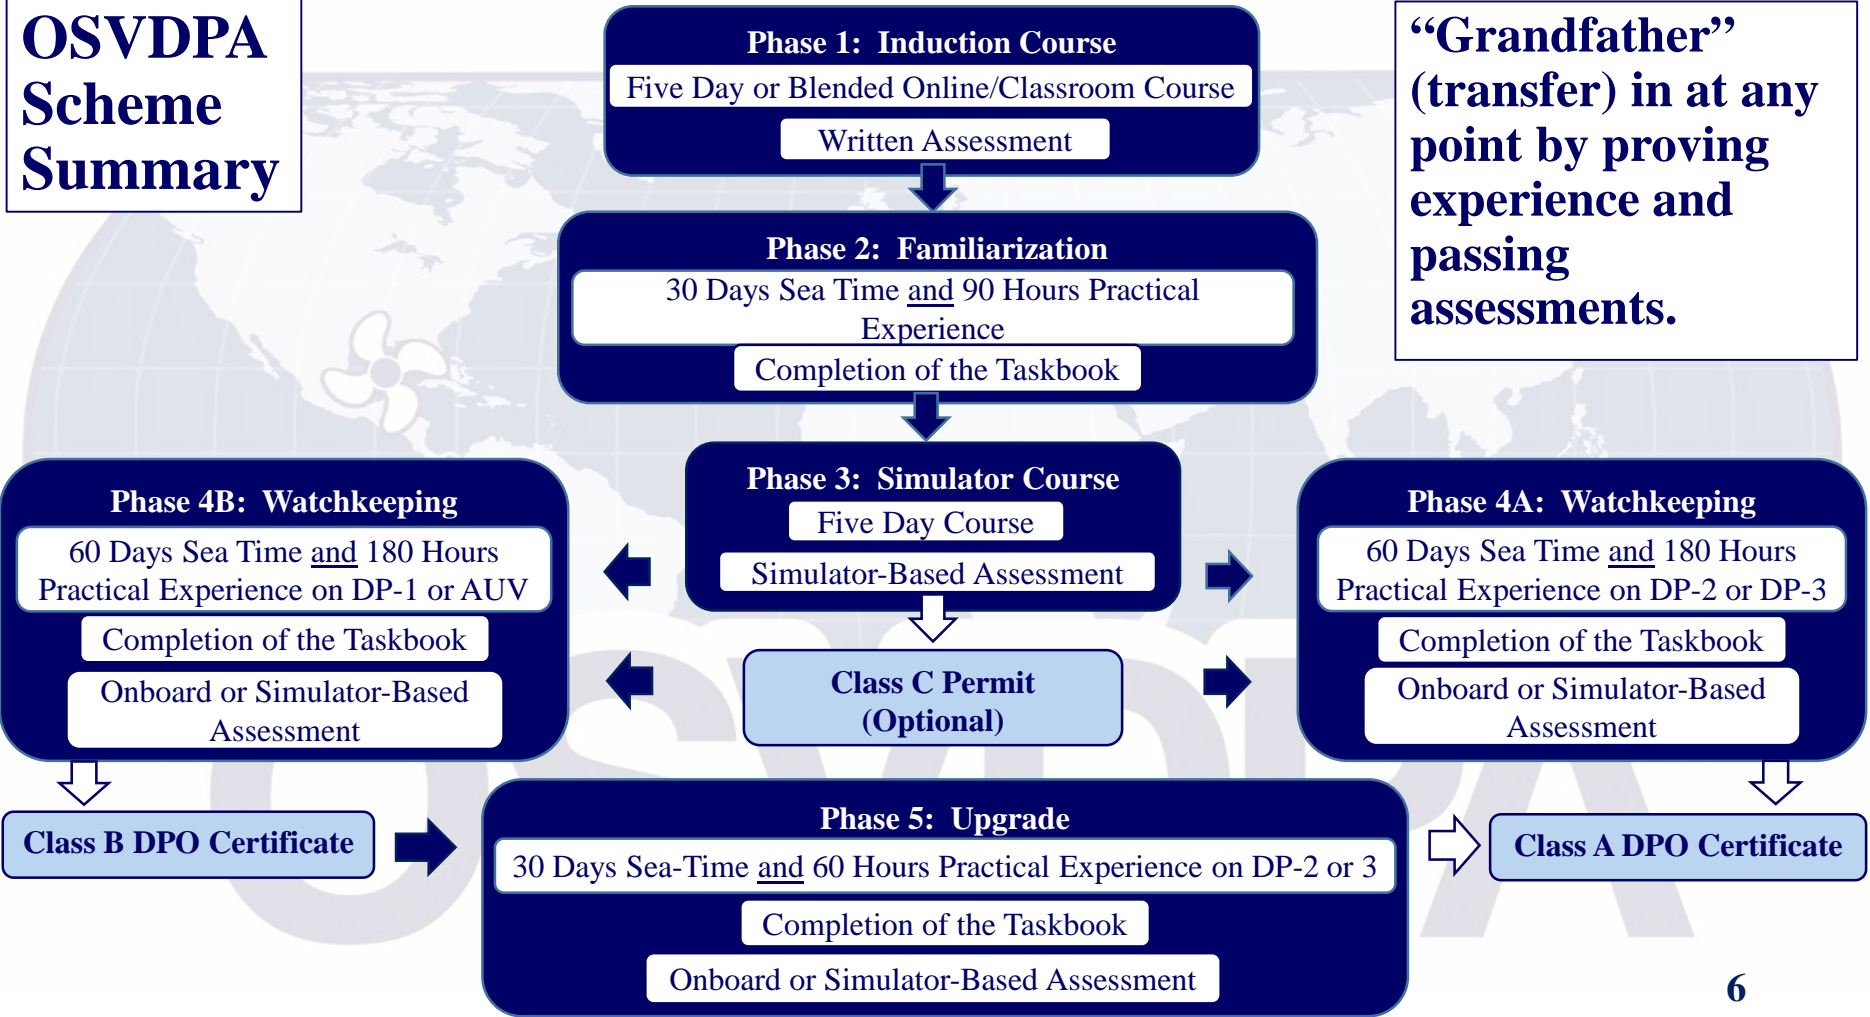 OSVDPA
Scheme
Summary
Phase 1: Induction Course
Five Day or Blended Online/Classroom Course
Written Assessment
“Grandfather”
(transfer) in at any
point by proving
experience and
passing
assessments.
Phase 2: Familiarization
30 Days Sea Time and 90 Hours Practical
Experience
Completion of the Taskbook
Phase 3: Simulator Course
Five Day Course
Simulator-Based Assessment
Phase 4B: Watchkeeping
60 Days Sea Time and 180 Hours
Practical Experience on DP-1 or AUV
Completion of the Taskbook
Onboard or Simulator-Based
Assessment
Phase 4A: Watchkeeping
60 Days Sea Time and 180 Hours
Practical Experience on DP-2 or DP-3
Completion of the Taskbook
Onboard or Simulator-Based
Assessment
Class C Permit
(Optional)
Class B DPO Certificate
Phase 5: Upgrade
30 Days Sea-Time and 60 Hours Practical Experience on DP-2 or 3
Completion of the Taskbook
Onboard or Simulator-Based Assessment
Class A DPO Certificate
OSVDPA
6